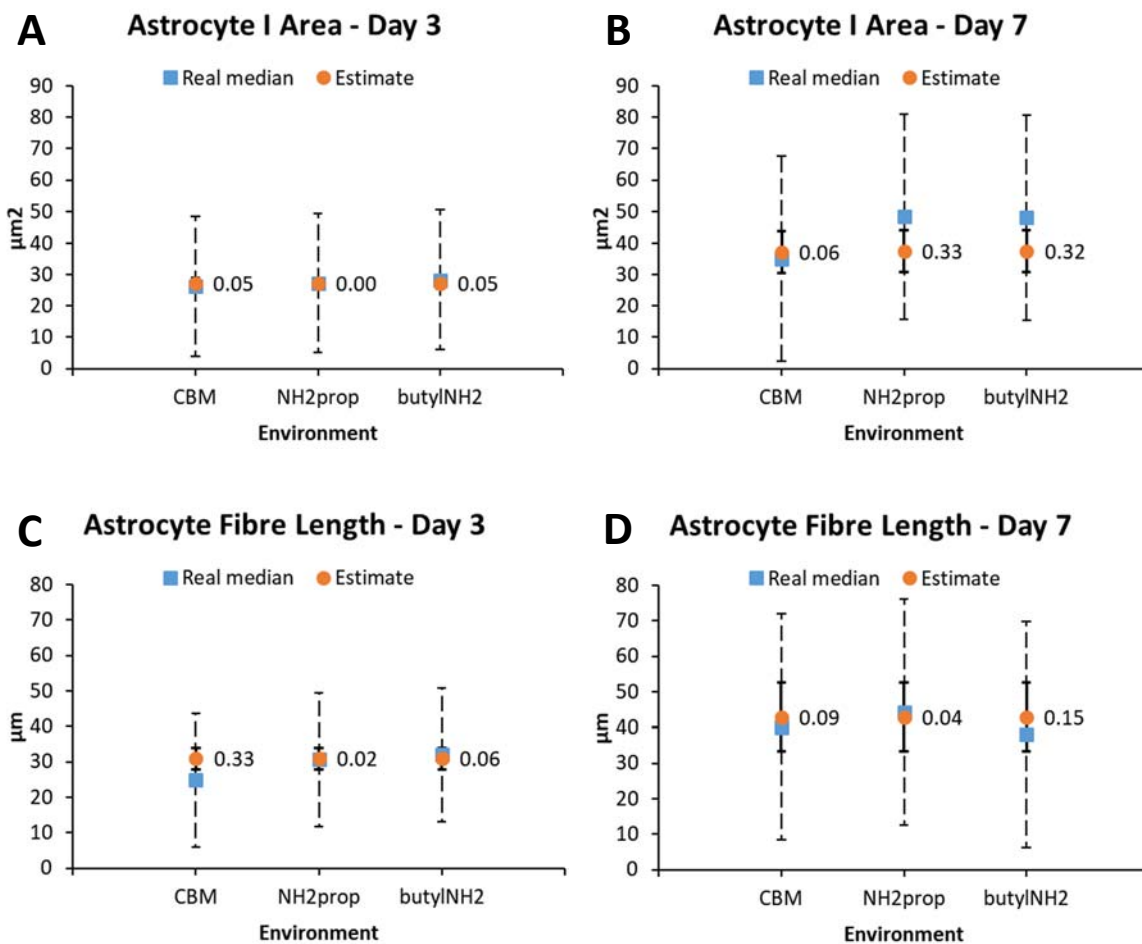 A
Astrocyte I Area - Day 3
Real median Estimate
90
80
70
60
50
40
30
20
10
0
µm2
0.05 0.00 0.05
CBM NH2prop butylNH2
Environment
B
Astrocyte I Area - Day 7
Real median Estimate
90
80
70
60
50
40
30
20
10
0
µm2
0.06 0.33 0.32
CBM NH2prop butylNH2
Environment
C
Astrocyte Fibre Length - Day 3
Real median Estimate
80
70
60
50
40
30
20
10
0
µm
0.33 0.02 0.06
CBM NH2prop butylNH2
Environment
D
Astrocyte Fibre Length - Day 7
Real median Estimate
80
70
60
50
40
30
20
10
0
µm
0.09 0.04 0.15
CBM NH2prop butylNH2
Environment